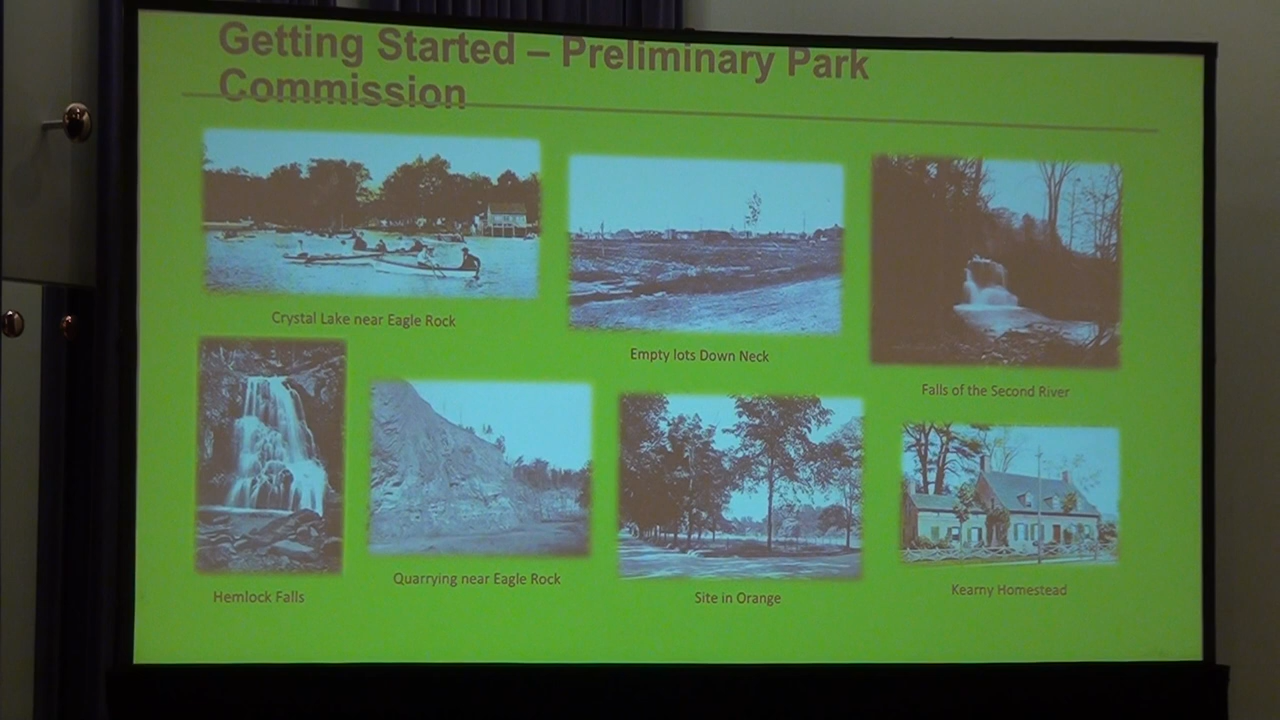 Getting Started – Preliminary Park
Commission
Crystal Lake near Eagle Rock
Empty lots Down Neck
Falls of the Second River
Hemlock Falls
Quarrying near Eagle Rock
Site in Orange
Kearny Homestead